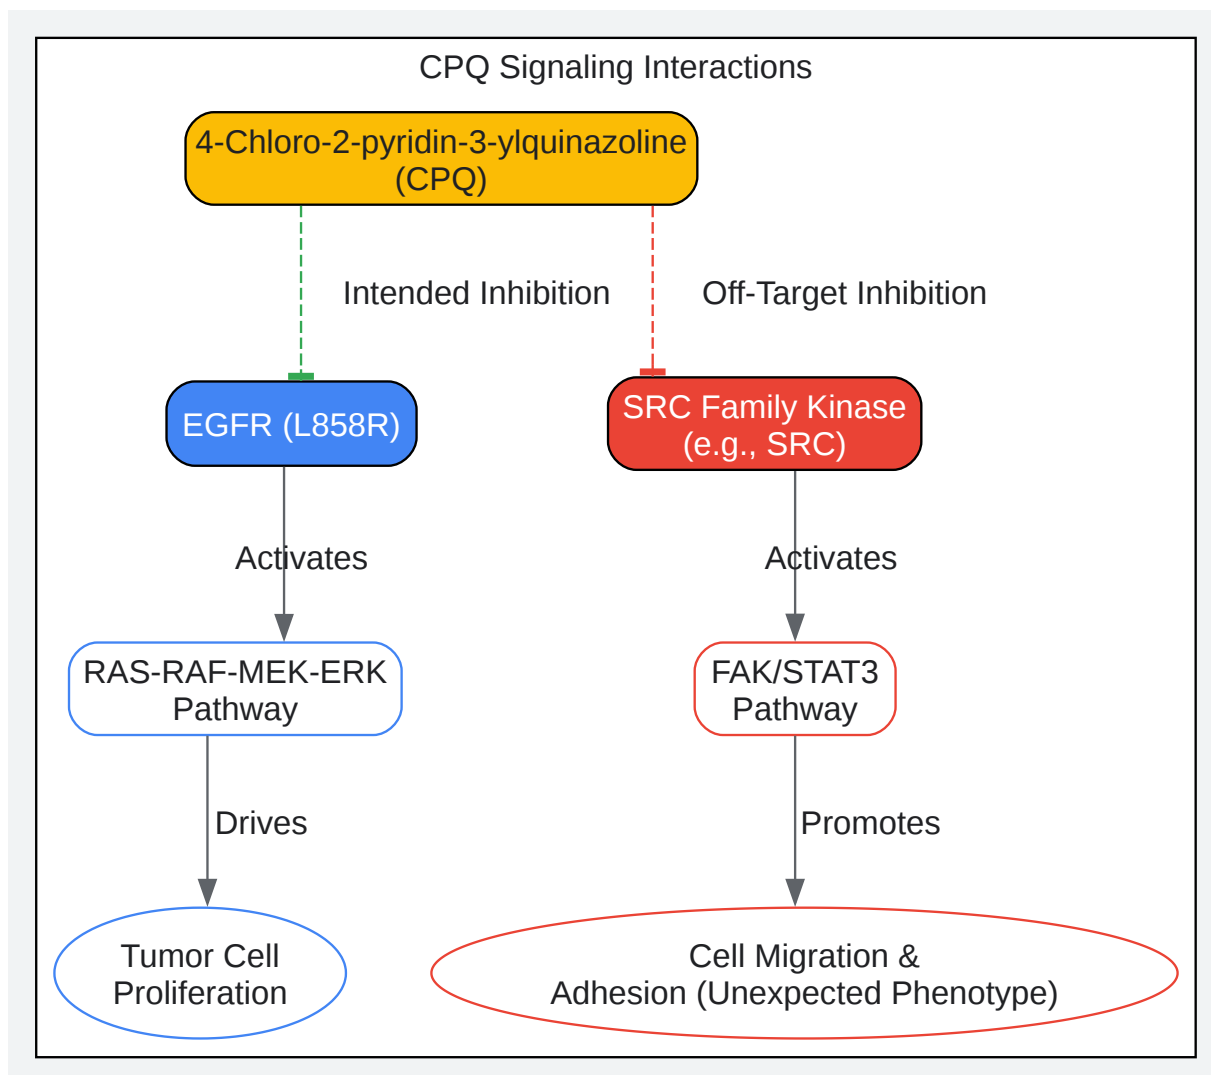 CPQ Signaling Interactions
4-Chloro-2-pyridin-3-ylquinazoline
(CPQ)
Intended Inhibition
Off-Target Inhibition
EGFR (L858R)
SRC Family Kinase
(e.g., SRC)
Activates
Activates
RAS-RAF-MEK-ERK
Pathway
FAK/STAT3
Pathway
Drives
Promotes
Tumor Cell
Proliferation
Cell Migration &
Adhesion (Unexpected Phenotype)